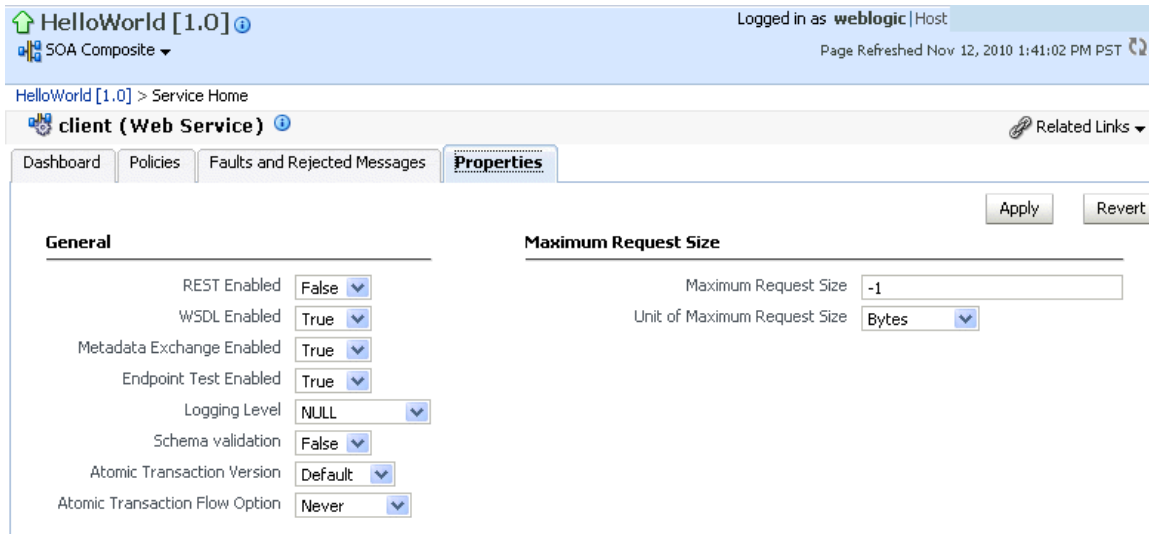 HelloWorld [1.0]
Logged in as weblogic|Host
SOA Composite
Page Refreshed Nov 12, 2010 1:41:02 PM PST
HelloWorld [1.0] > Service Home
client (Web Service)
Related Links
Dashboard Policies Faults and Rejected Messages Properties
Apply Revert
General
Maximum Request Size
REST Enabled False
Maximum Request Size -1
WSDL Enabled True
Unit of Maximum Request Size Bytes
Metadata Exchange Enabled True
Endpoint Test Enabled True
Logging Level NULL
Schema validation False
Atomic Transaction Version Default
Atomic Transaction Flow Option Never